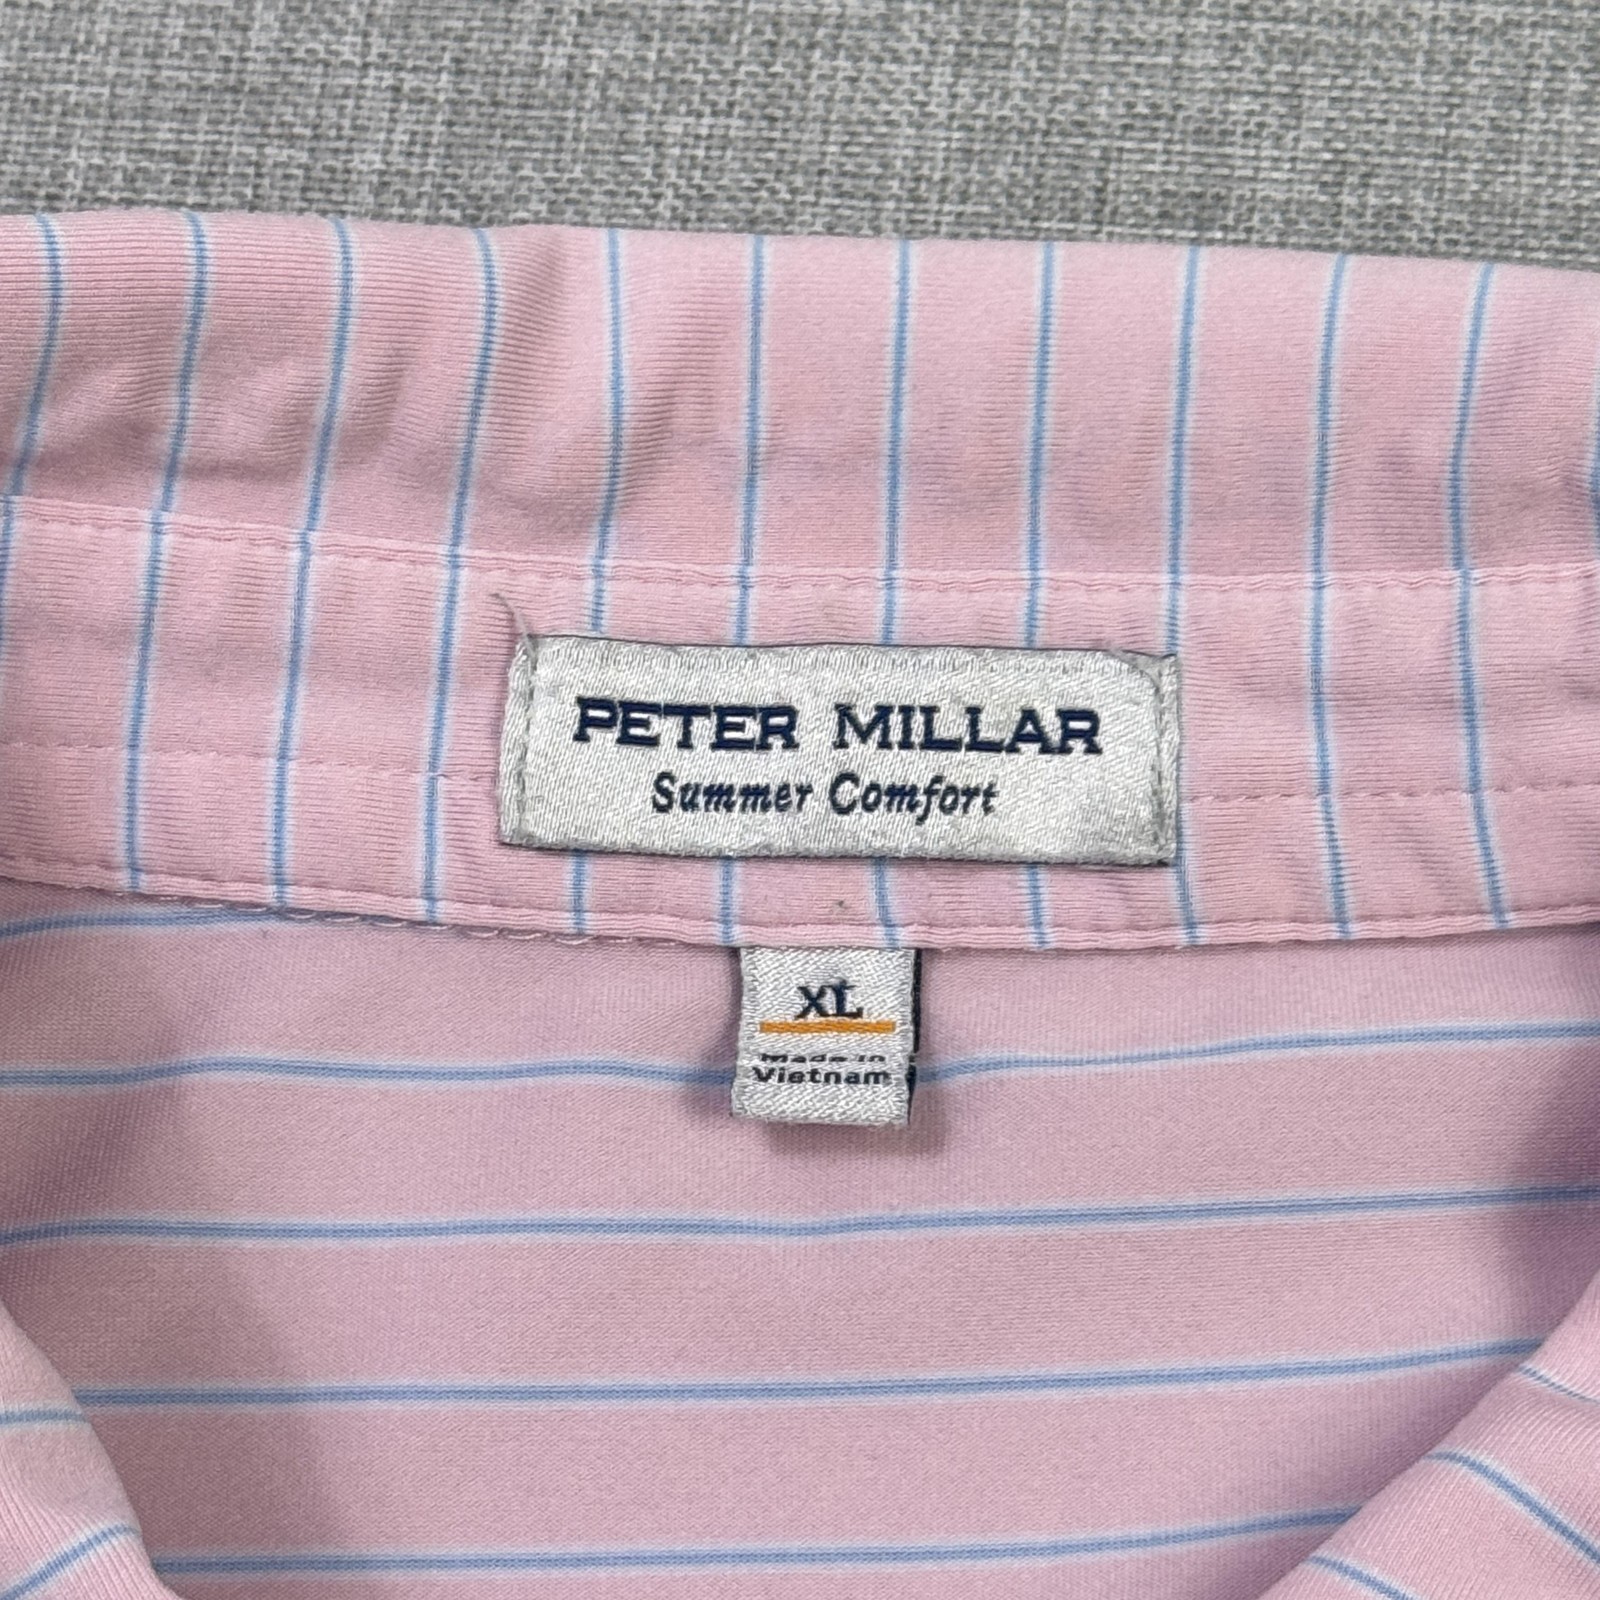 PETER MILLAR
Summer Comfort
XL
Made in
Vietnam